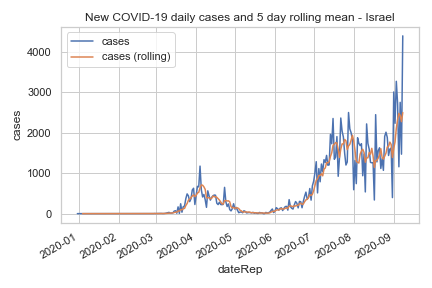 New COVID-19 daily cases and 5 day rolling mean - Israel
cases
cases (rolling)
cases
4000
3000
2000
1000
0
2020-01
2020-02
2020-03
2020-04
2020-05
2020-06
2020-07
2020-08
2020-09
dateRep